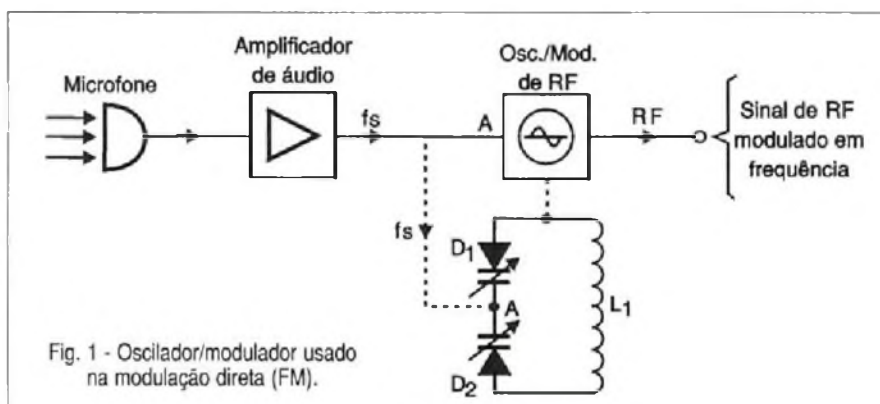 Amplificador
de áudio
Osc./Mod.
de RF
Microfone
fs
A
RF
Sinal de RF
modulado em
frequência
fs
D1
A
L1
D2
Fig. 1 - Oscilador/modulador usado
na modulação direta (FM).